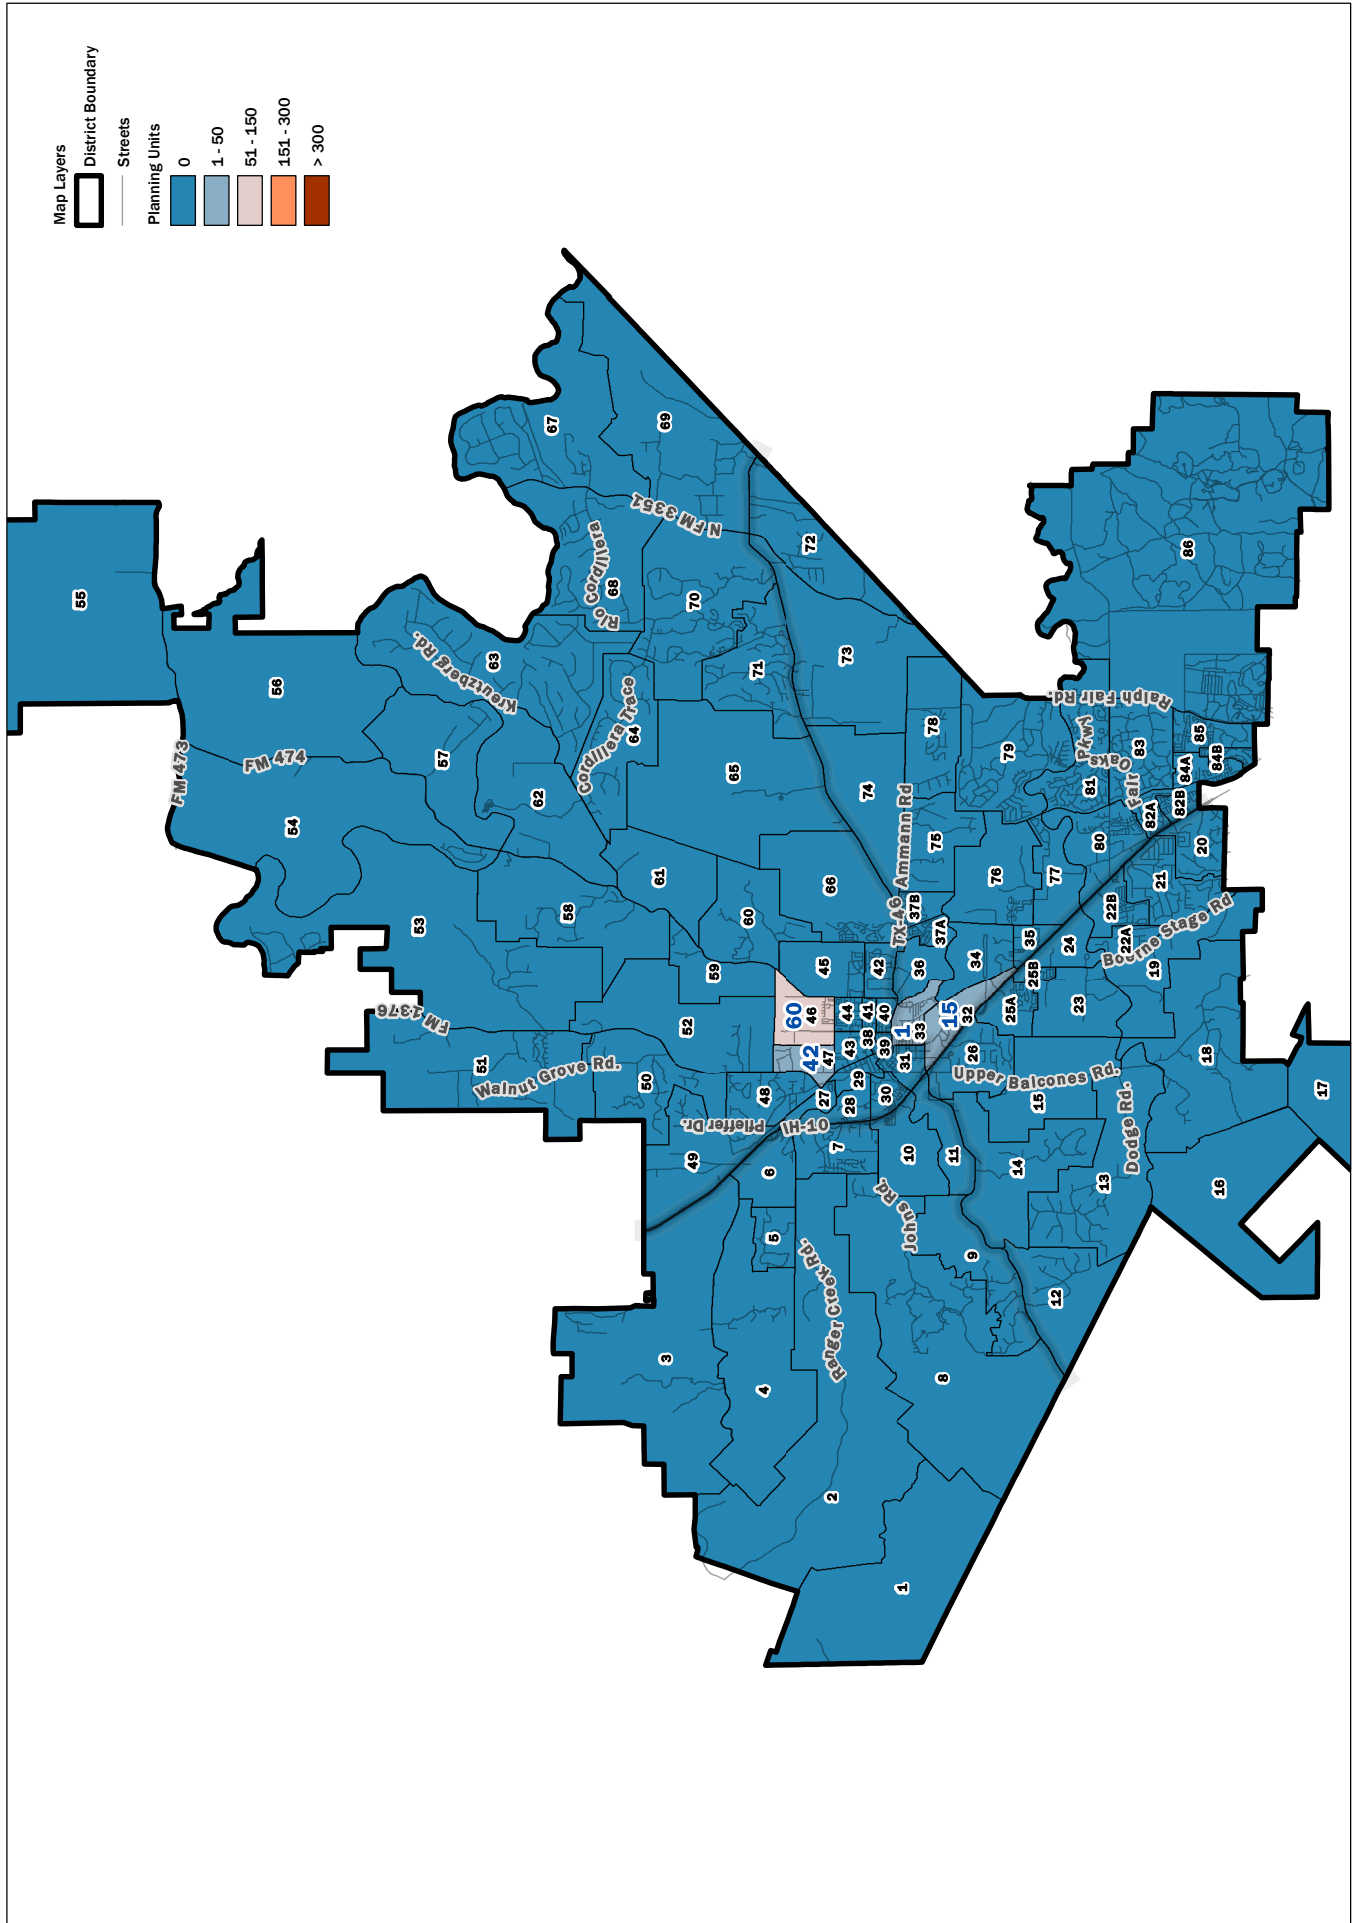 Map Layers
District Boundary
Streets
Planning Units
0
1 - 50
51 - 150
151 - 300
> 300
55
56
FM 473
FM 474
54
57
Kreutzberg Rd.
63
62
53
58
61
60
59
52
FM 1376
51
Walnut Grove Rd.
50
67
69
N FM 3351
Rio Cordillera
68
70
72
71
73
Cordillera Trace
64
65
74
66
TX-46
Ammann Rd
78
79
75
76
77
37B
37A
36
34
35
45
42
60
46
44
41
40
38
39
43
42
47
1
33
15
32
31
30
29
28
27
48
Pfieffer Dr.
IH-10
49
7
6
5
3
4
Ranger Creek Rd.
2
1
8
9
Johns Rd.
10
11
12
13
14
15
Upper Balcones Rd.
Dodge Rd.
26
25A
25B
24
23
22A
22B
Boerne Stage Rd
19
18
17
16
21
20
80
81
82A
82B
83
84A
84B
85
Fair Oaks Pkwy
Ralph Fair Rd.
86